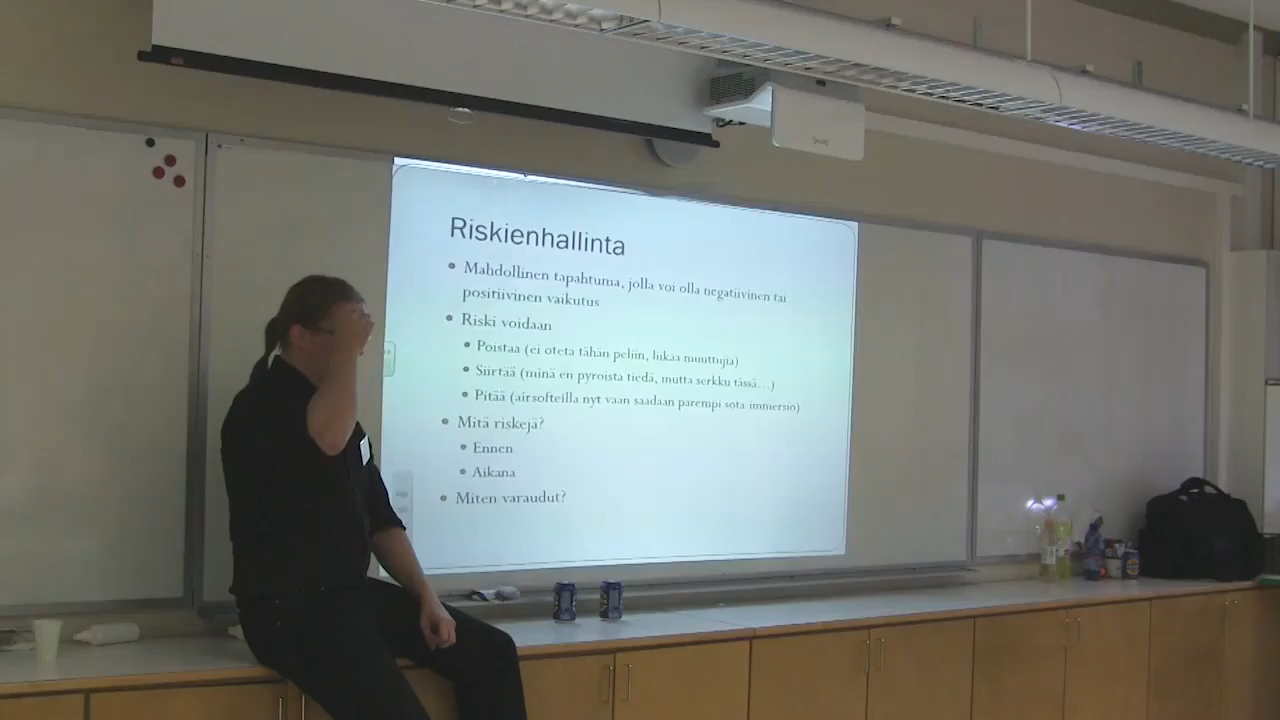 Riskienhallinta
• Mahdollinen tapahtuma, jolla voi olla negatiivinen tai
positiivinen vaikutus
• Riski voidaan
• Poistaa (ei oteta tähän peliin, liikaa muuttujia)
• Siirtää (minä en pyroista tiedä, mutta serkku tässä…)
• Pitää (airsofteilla nyt vaan saadaan parempi sota immersio)
• Mitä riskejä?
• Ennen
• Aikana
• Miten varaudut?